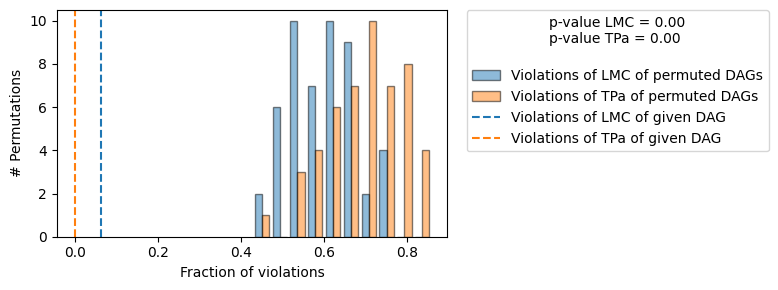 10
8
6
4
2
0
# Permutations
0.0 0.2 0.4 0.6 0.8
Fraction of violations
p-value LMC = 0.00
p-value TPa = 0.00
Violations of LMC of permuted DAGs
Violations of TPa of permuted DAGs
Violations of LMC of given DAG
Violations of TPa of given DAG